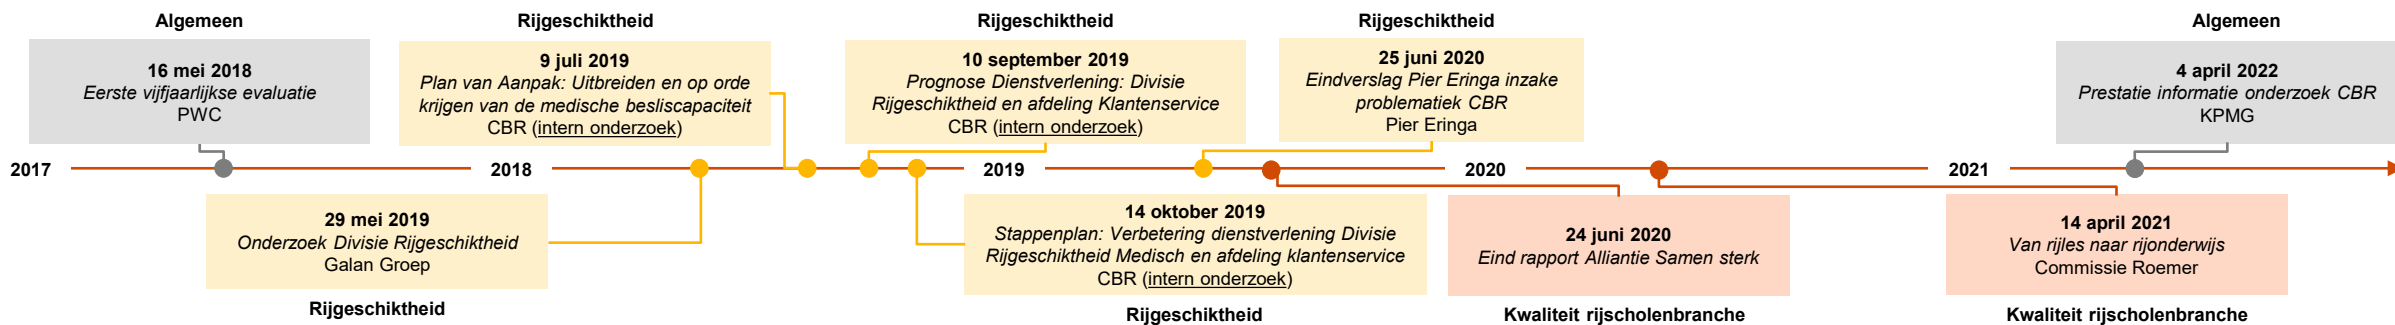 Algemeen
16 mei 2018
Eerste vijfjaarlijkse evaluatie
PWC
Rijgeschiktheid
9 juli 2019
Plan van Aanpak: Uitbreiden en op orde
krijgen van de medische besliscapaciteit
CBR (intern onderzoek)
Rijgeschiktheid
10 september 2019
Prognose Dienstverlening: Divisie
Rijgeschiktheid en afdeling Klantenservice
CBR (intern onderzoek)
Rijgeschiktheid
25 juni 2020
Eindverslag Pier Eringa inzake
problematiek CBR
Pier Eringa
Algemeen
4 april 2022
Prestatie informatie onderzoek CBR
KPMG
2017
2018
2019
2020
2021
29 mei 2019
Onderzoek Divisie Rijgeschiktheid
Galan Groep
Rijgeschiktheid
14 oktober 2019
Stappenplan: Verbetering dienstverlening Divisie
Rijgeschiktheid Medisch en afdeling klantenservice
CBR (intern onderzoek)
Rijgeschiktheid
24 juni 2020
Eind rapport Alliantie Samen sterk
Kwaliteit rijscholenbranche
14 april 2021
Van rijles naar rijonderwijs
Commissie Roemer
Kwaliteit rijscholenbranche